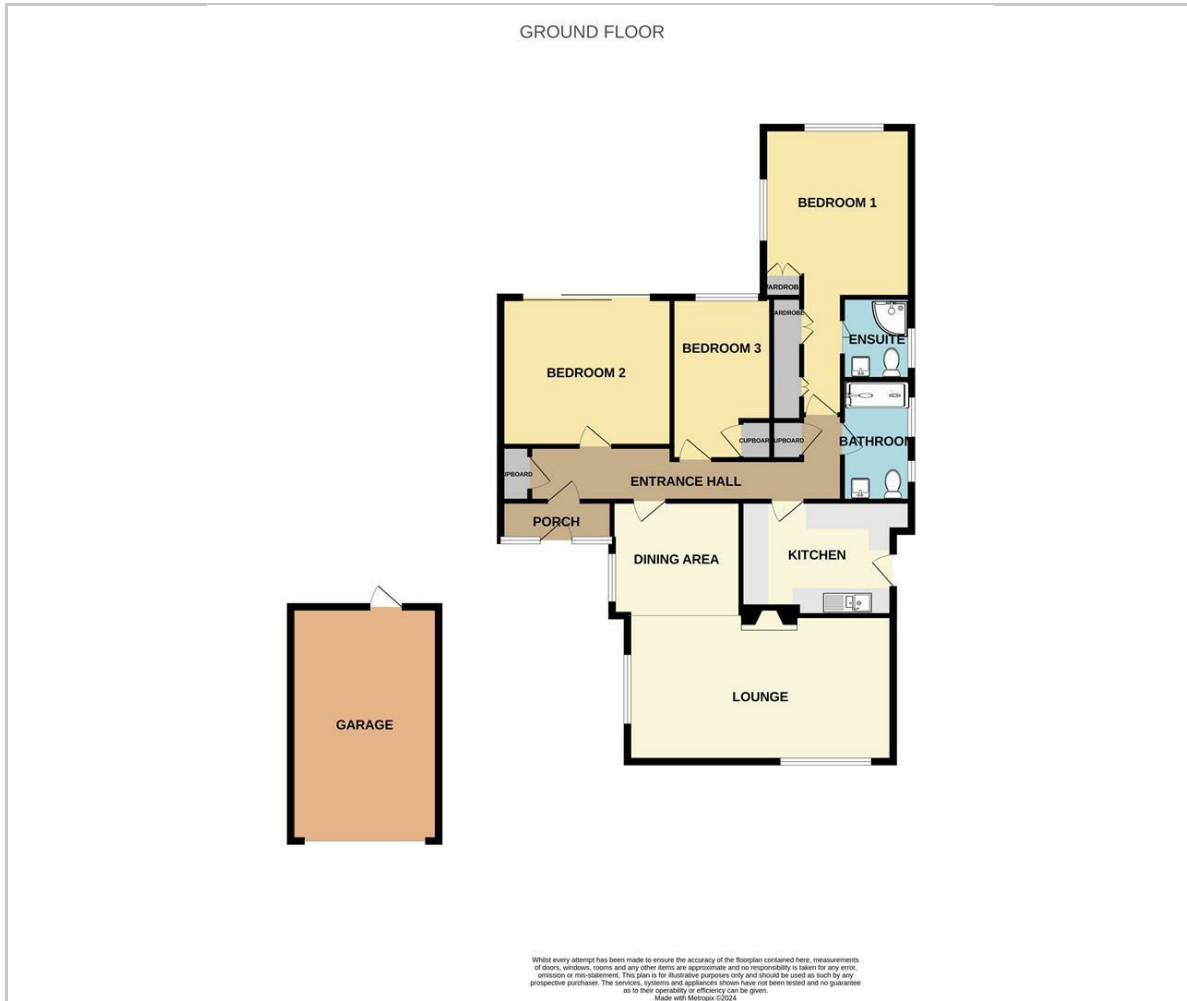 GROUND FLOOR
BEDROOM 1
WARDROBE
WARDROBE
ENSUITE
BEDROOM 3
BEDROOM 2
CUPBOARD
UPBOARD
BATHROOM
UPBOARD
ENTRANCE HALL
PORCH
DINING AREA
KITCHEN
LOUNGE
GARAGE
Whilst every attempt has been made to ensure the accuracy of the floorplan contained here, measurements
of doors, windows, rooms and any other items are approximate and no responsibility is taken for any error,
omission or mis-statement. This plan is for illustrative purposes only and should be used as such by any
prospective purchaser. The services, systems and appliances shown have not been tested and no guarantee
as to their operability or efficiency can be given.
Made with Metropix ©2024